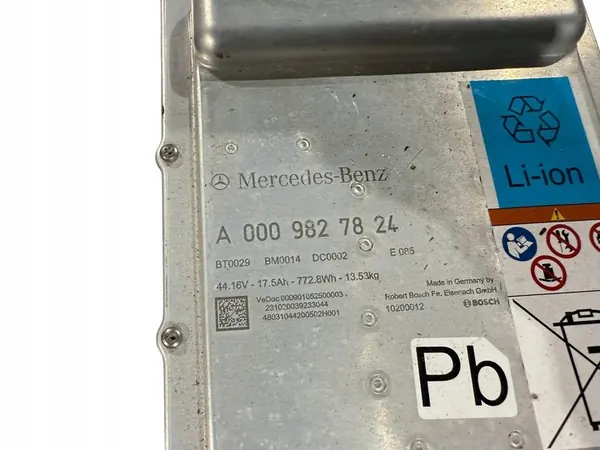 Li-ion
Mercedes-Benz
A 000 982 78 24
BT0029 BM0014 DC0002 E 085
44.16V - 17.5Ah - 772.8Wh - 13.53kg
VeDoc 000901052500003
231020039233044
48031044200502H001
Made in Germany by
Robert Bosch Fe, Eisenach GmbH
10200012 BOSCH
Pb